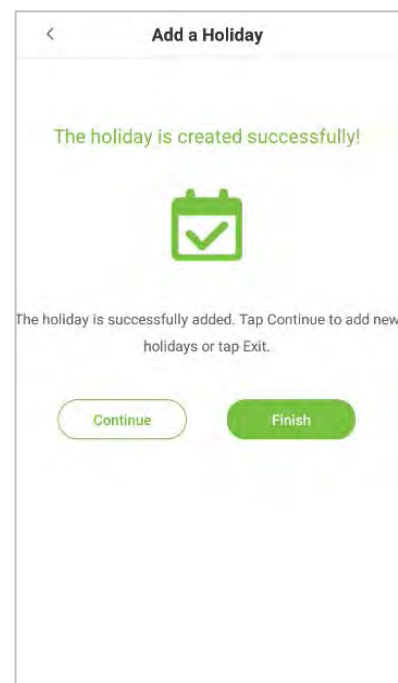 Add a Holiday
The holiday is created successfully!
The holiday is successfully added. Tap Continue to add new
holidays or tap Exit.
Continue
Finish